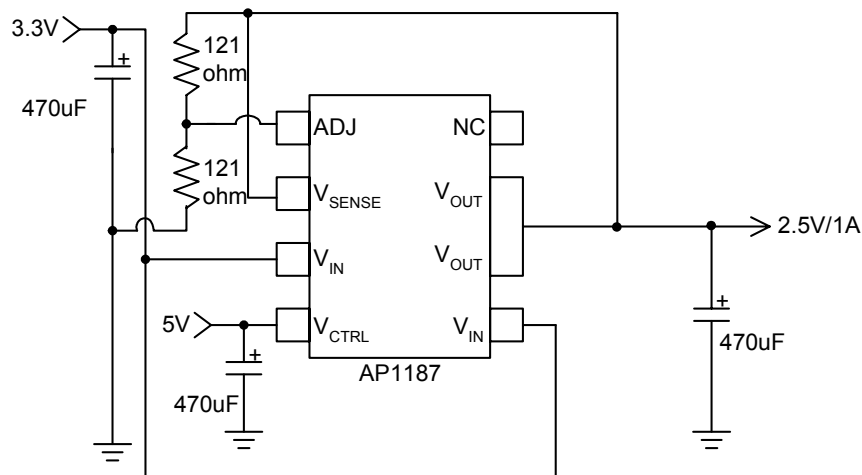 3.3V
+
470uF
121
ohm
121
ohm
ADJ
NC
VSENSE
VOUT
VIN
VOUT
5V
VCTRL
VIN
+
470uF
AP1187
2.5V/1A
+
470uF